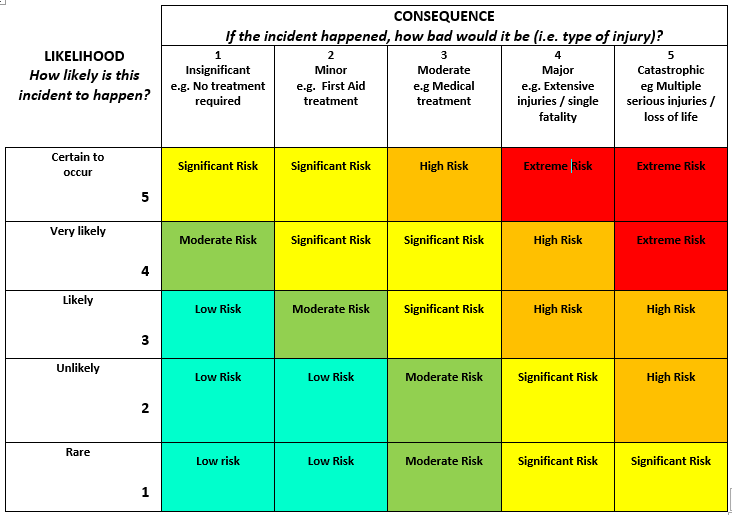 CONSEQUENCE
If the incident happened, how bad would it be (i.e. type of injury)?
LIKELIHOOD
How likely is this
incident to happen?
1
Insignificant
e.g. No treatment
required
2
Minor
e.g. First Aid
treatment
3
Moderate
e.g Medical
treatment
4
Major
e.g. Extensive
injuries / single
fatality
5
Catastrophic
eg Multiple
serious injuries /
loss of life
Certain to
occur
5
Significant Risk
Significant Risk
High Risk
Extreme Risk
Extreme Risk
Very likely
4
Moderate Risk
Significant Risk
Significant Risk
High Risk
Extreme Risk
Likely
3
Low Risk
Moderate Risk
Significant Risk
High Risk
High Risk
Unlikely
2
Low Risk
Low Risk
Moderate Risk
Significant Risk
High Risk
Rare
1
Low risk
Low Risk
Moderate Risk
Significant Risk
Significant Risk